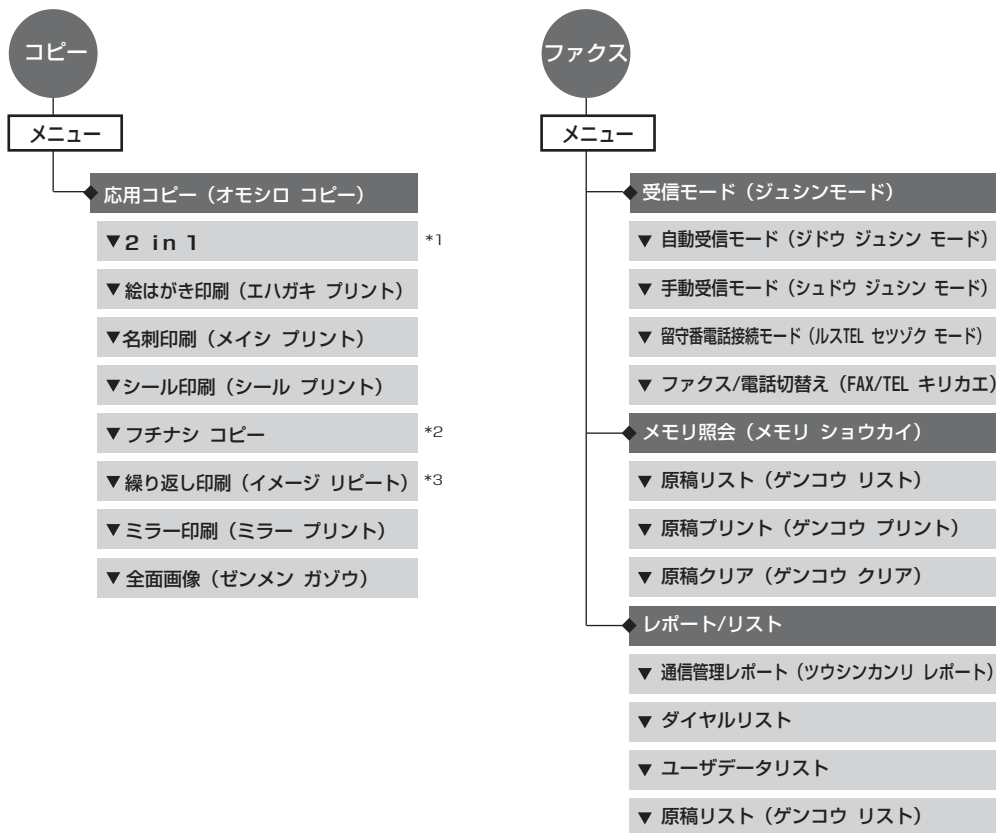 コピー
メニュー
応用コピー（オモシロ コピー）
▼2 in 1 *1
▼絵はがき印刷（エハガキ プリント）
▼名刺印刷（メイシ プリント）
▼シール印刷（シール プリント）
▼フチナシ コピー *2
▼繰り返し印刷（イメージ リピート） *3
▼ミラー印刷（ミラー プリント）
▼全面画像（ゼンメン ガゾウ）
ファクス
メニュー
受信モード（ジュシンモード）
▼ 自動受信モード（ジドウ ジュシン モード）
▼ 手動受信モード（シュドウ ジュシン モード）
▼ 留守番電話接続モード（ルスTEL セツゾク モード）
▼ ファクス/電話切替え（FAX/TEL キリカエ）
メモリ照会（メモリ ショウカイ）
▼ 原稿リスト（ゲンコウ リスト）
▼ 原稿プリント（ゲンコウ プリント）
▼ 原稿クリア（ゲンコウ クリア）
レポート/リスト
▼ 通信管理レポート（ツウシンカンリ レポート）
▼ ダイヤルリスト
▼ ユーザデータリスト
▼ 原稿リスト（ゲンコウ リスト）